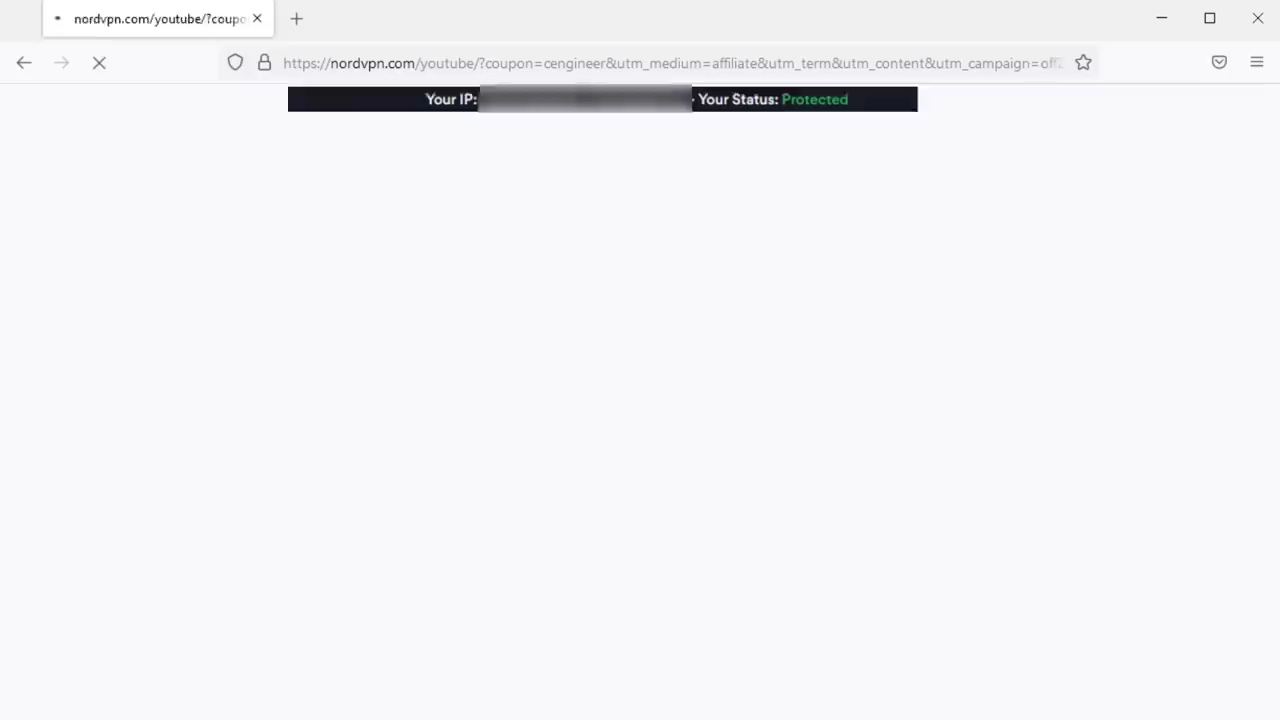 nordvpn.com/youtube/?coupo
https://nordvpn.com/youtube/?coupon=cengineer&utm_medium=affiliate&utm_term&utm_content&utm_campaign=off
Your IP: · Your Status: Protected